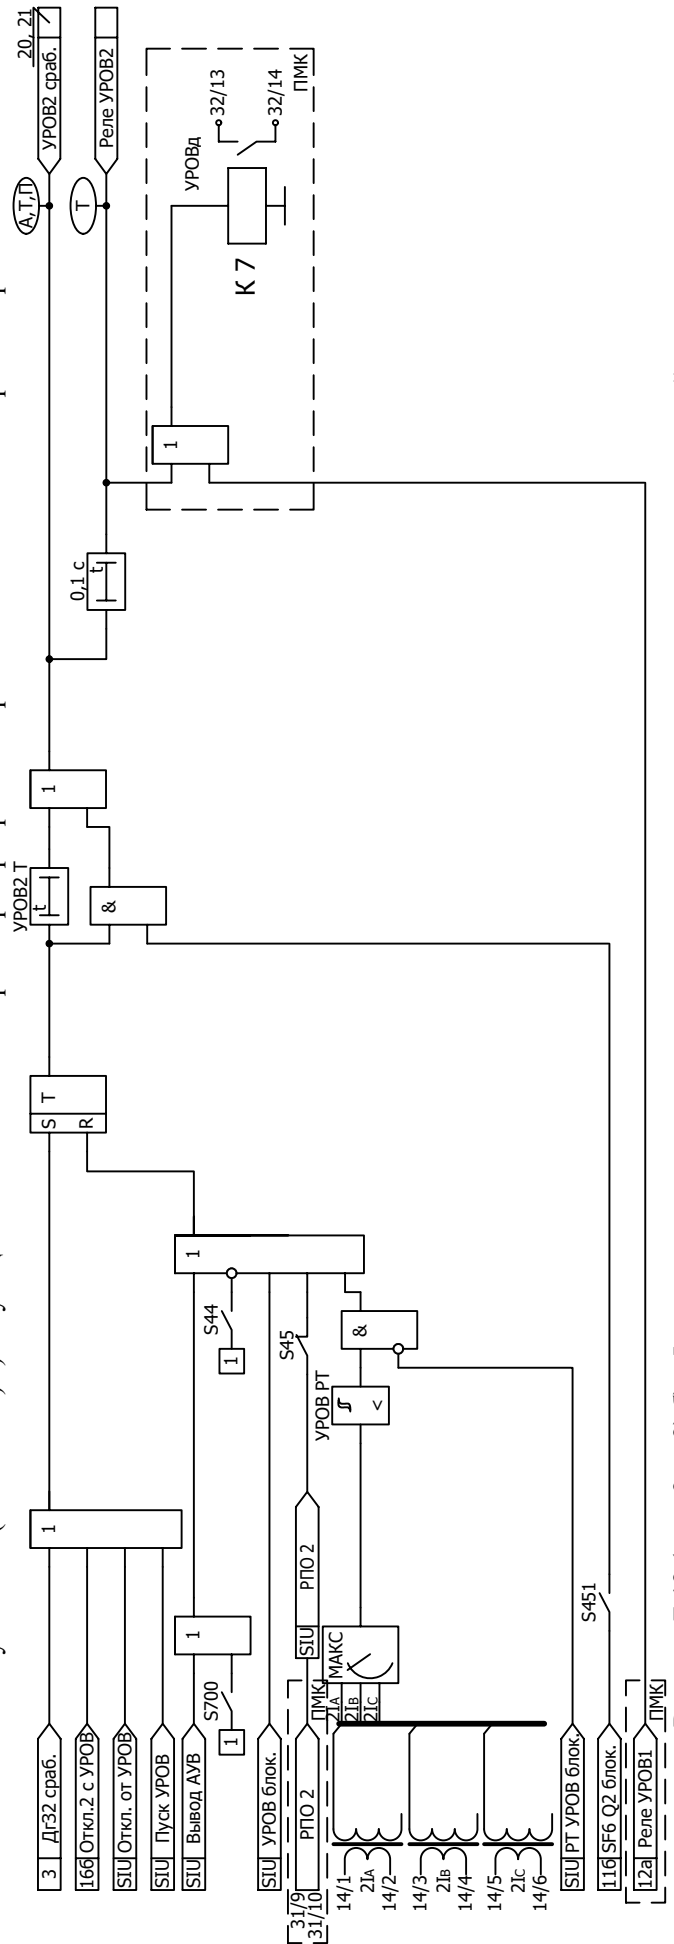 3 Дг32 сраб.
16б Откл.2 с УРОВ
SIU Откл. от УРОВ
SIU Пуск УРОВ
SIU Вывод АУВ
1
S700
1
1
S T
R
УРОВ2 Т
t
&
1
0,1 с
t
А,Т,П
УРОВ2 сраб.
20, 21
Т
Реле УРОВ2
1
К 7
УРОВд
32/13
32/14
ПМК
SIU УРОВ блок.
1
S44
1
31/9
31/10
РПО 2
ПМК
SIU РПО 2
S45
14/1
2IA
14/2
14/3
2IB
14/4
14/5
2IC
14/6
2IA
2IB
2IC
МАКС
УРОВ РТ
<
&
SIU РТ УРОВ блок.
11б SF6 Q2 блок.
S451
12а Реле УРОВ1
ПМК